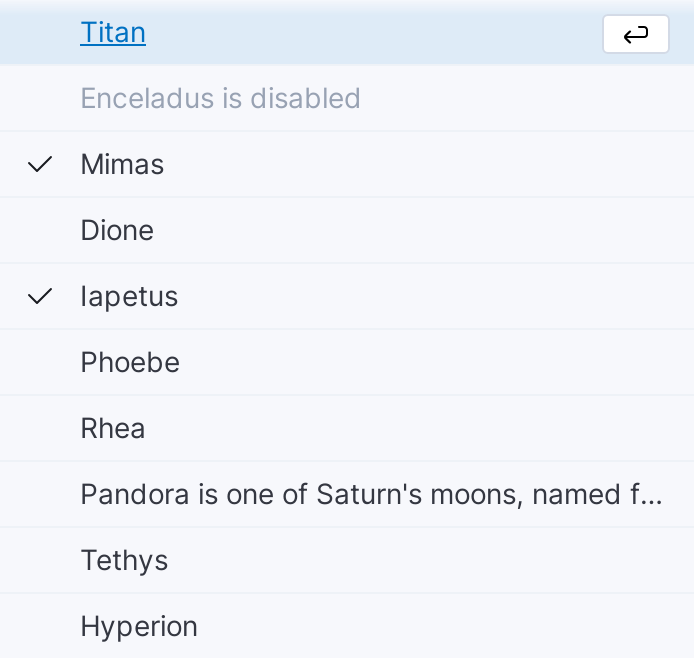 Titan
Enceladus is disabled
Mimas
Dione
Iapetus
Phoebe
Rhea
Pandora is one of Saturn's moons, named f...
Tethys
Hyperion